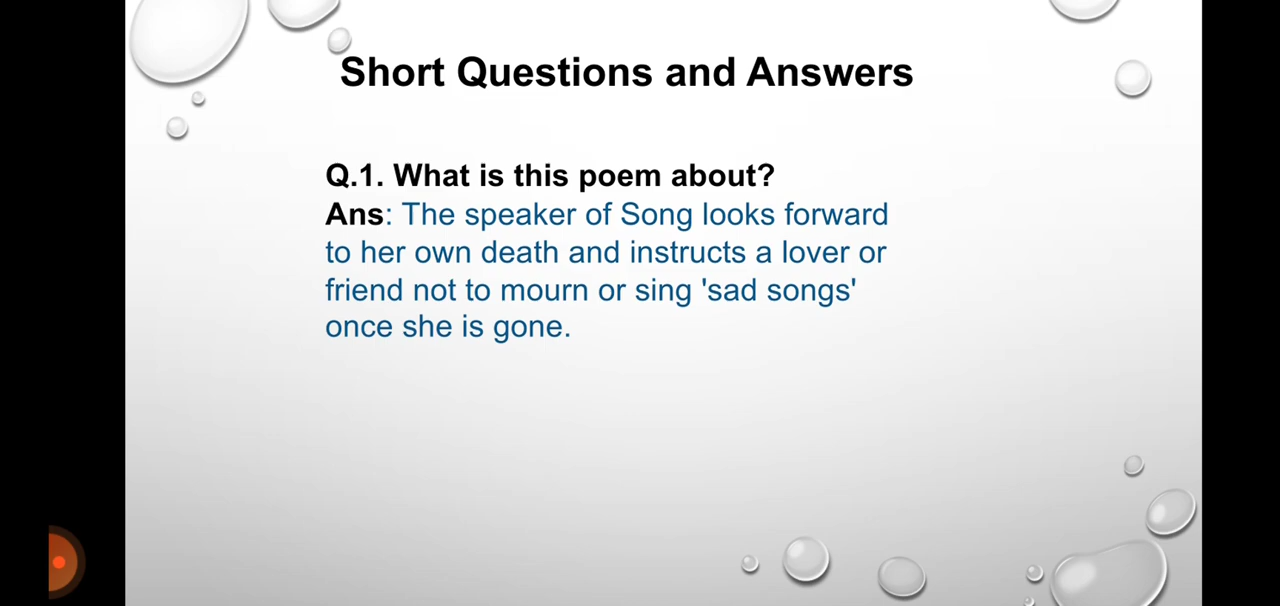 Short Questions and Answers
Q.1. What is this poem about?
Ans: The speaker of Song looks forward
to her own death and instructs a lover or
friend not to mourn or sing 'sad songs'
once she is gone.